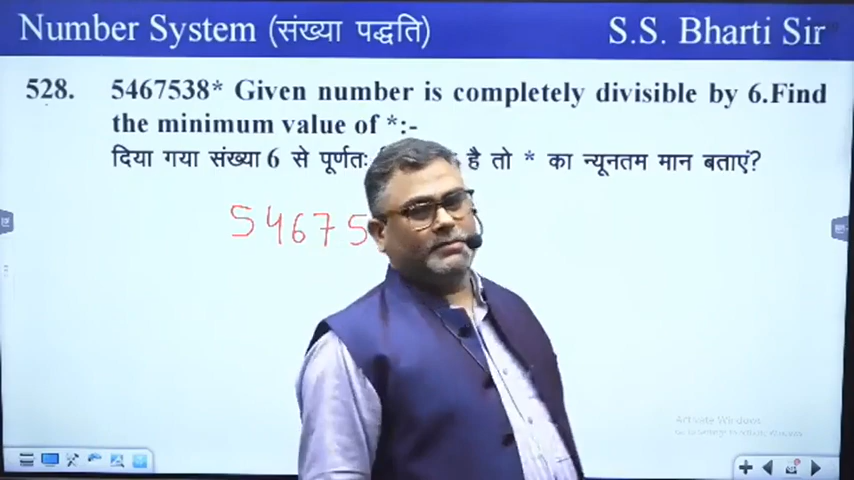 Number System (संख्या पद्धति)
S.S. Bharti Sir
528. 5467538* Given number is completely divisible by 6.Find
the minimum value of *:-
दिया गया संख्या 6 से पूर्णतः है तो * का न्यूनतम मान बताएं?
54675
Activate Windows